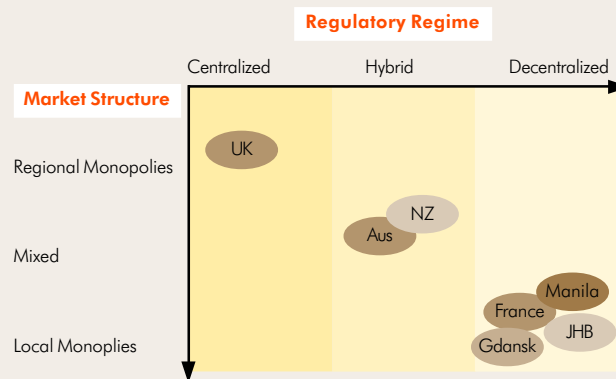 Regulatory Regime
Centralized Hybrid Decentralized
Market Structure
UK
Regional Monopolies
NZ
Aus
Mixed
Manila
France
JHB
Gdansk
Local Monoplies